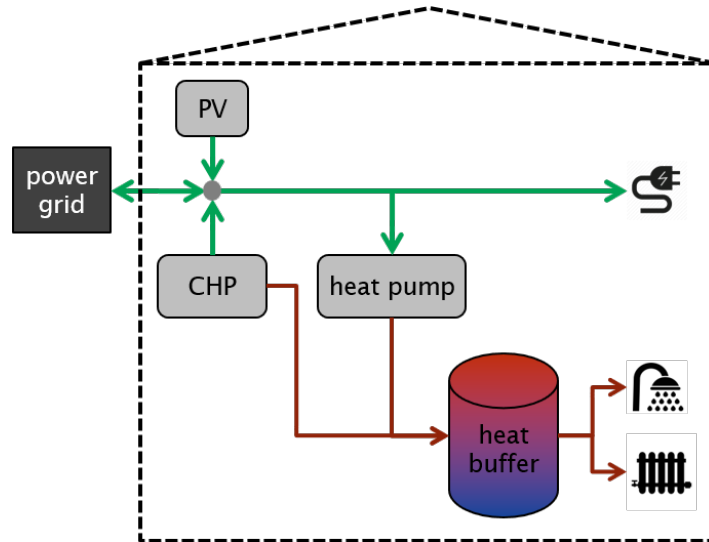 PV
power
grid
CHP
heat pump
heat
buffer